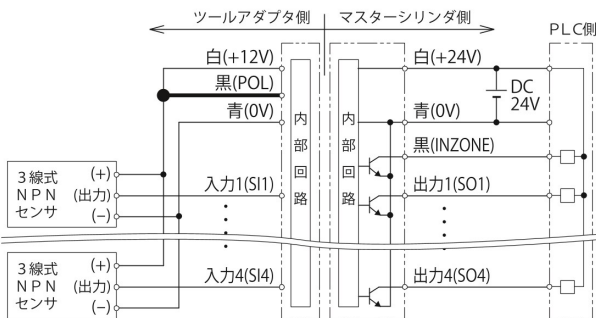 ツールアダプタ側
マスターシリンダ側
PLC側
白(+12V)
黒(POL)
青(0V)
白(+24V)
DC
24V
青(0V)
黒(INZONE)
内部回路
内部回路
3線式
NPN
センサ
(+)
(出力)
(−)
入力1(SI1)
出力1(SO1)
3線式
NPN
センサ
(+)
(出力)
(−)
入力4(SI4)
出力4(SO4)